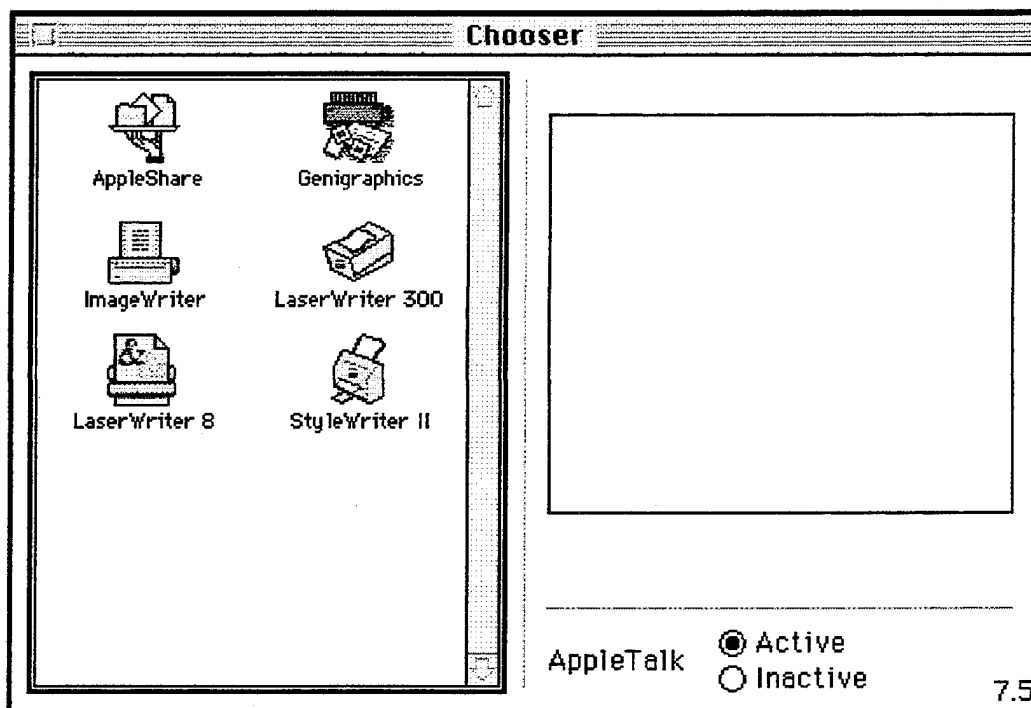 Chooser
AppleShare
Genigraphics
ImageWriter
LaserWriter 300
&
LaserWriter 8
StyleWriter II
AppleTalk
Active
Inactive
7.5